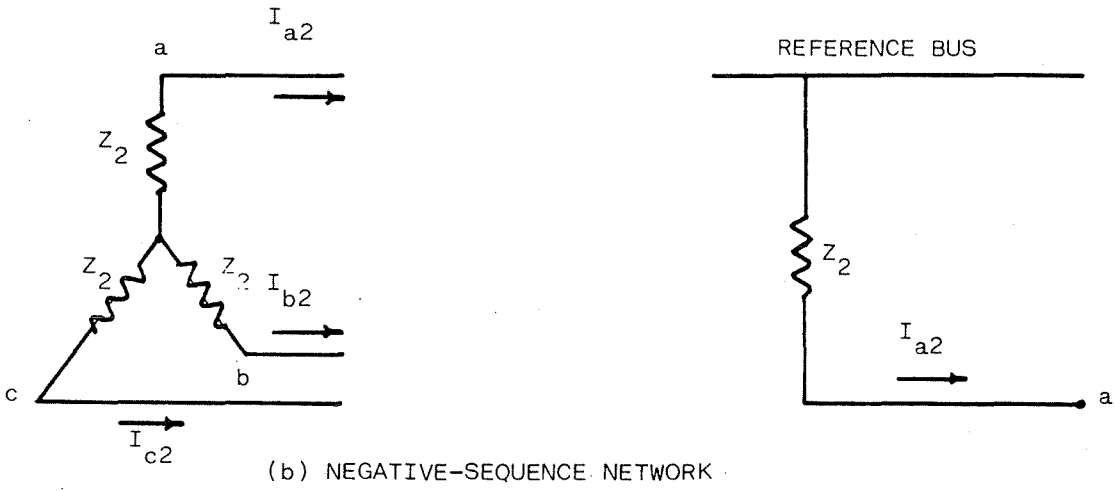 I a2
a
REFERENCE BUS
Z 2
Z 2
Z 2
I b2
Z 2
I a2
b
c
a
I c2
(b) NEGATIVE-SEQUENCE NETWORK